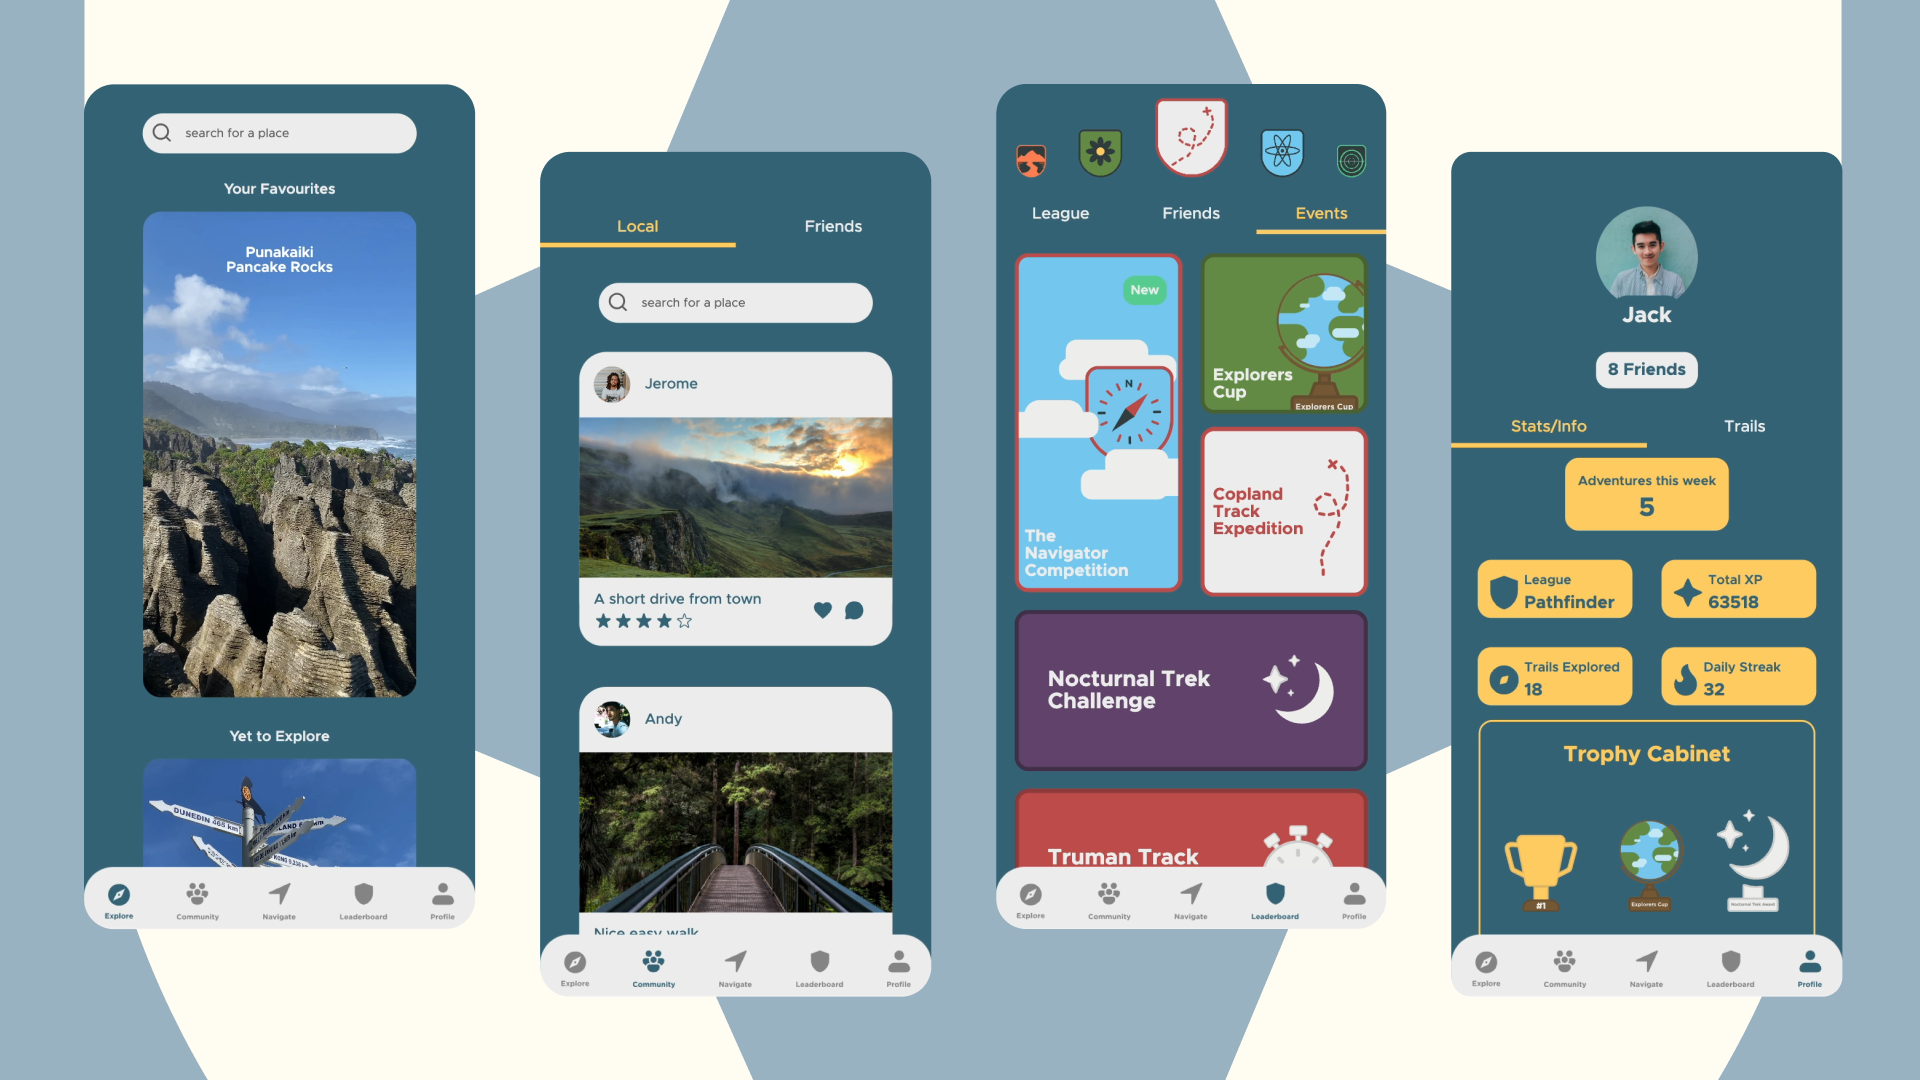 search for a place
Your Favourites
Punakaiki
Pancake Rocks
Yet to Explore
DUNEDIN 465 km
Explore
Community
Navigate
Leaderboard
Profile
Local
Friends
search for a place
Jerome
A short drive from town
Andy
Nice easy walk
Explore
Community
Navigate
Leaderboard
Profile
League
Friends
Events
New
N
The
Navigator
Competition
Explorers
Cup
Explorers Cup
Copland
Track
Expedition
Nocturnal Trek
Challenge
Truman Track
Explore
Community
Navigate
Leaderboard
Profile
Jack
8 Friends
Stats/Info
Trails
Adventures this week
5
League
Pathfinder
Total XP
63518
Trails Explored
18
Daily Streak
32
Trophy Cabinet
#1
Explorers Cup
Nocturnal Trek Award
Explore
Community
Navigate
Leaderboard
Profile